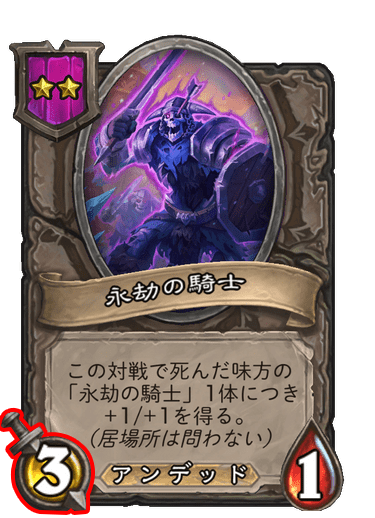 永劫の騎士
この対戦で死んだ味方の
「永劫の騎士」1体につき
+1/+1を得る。
(居場所は問わない)
3
アンデッド
1